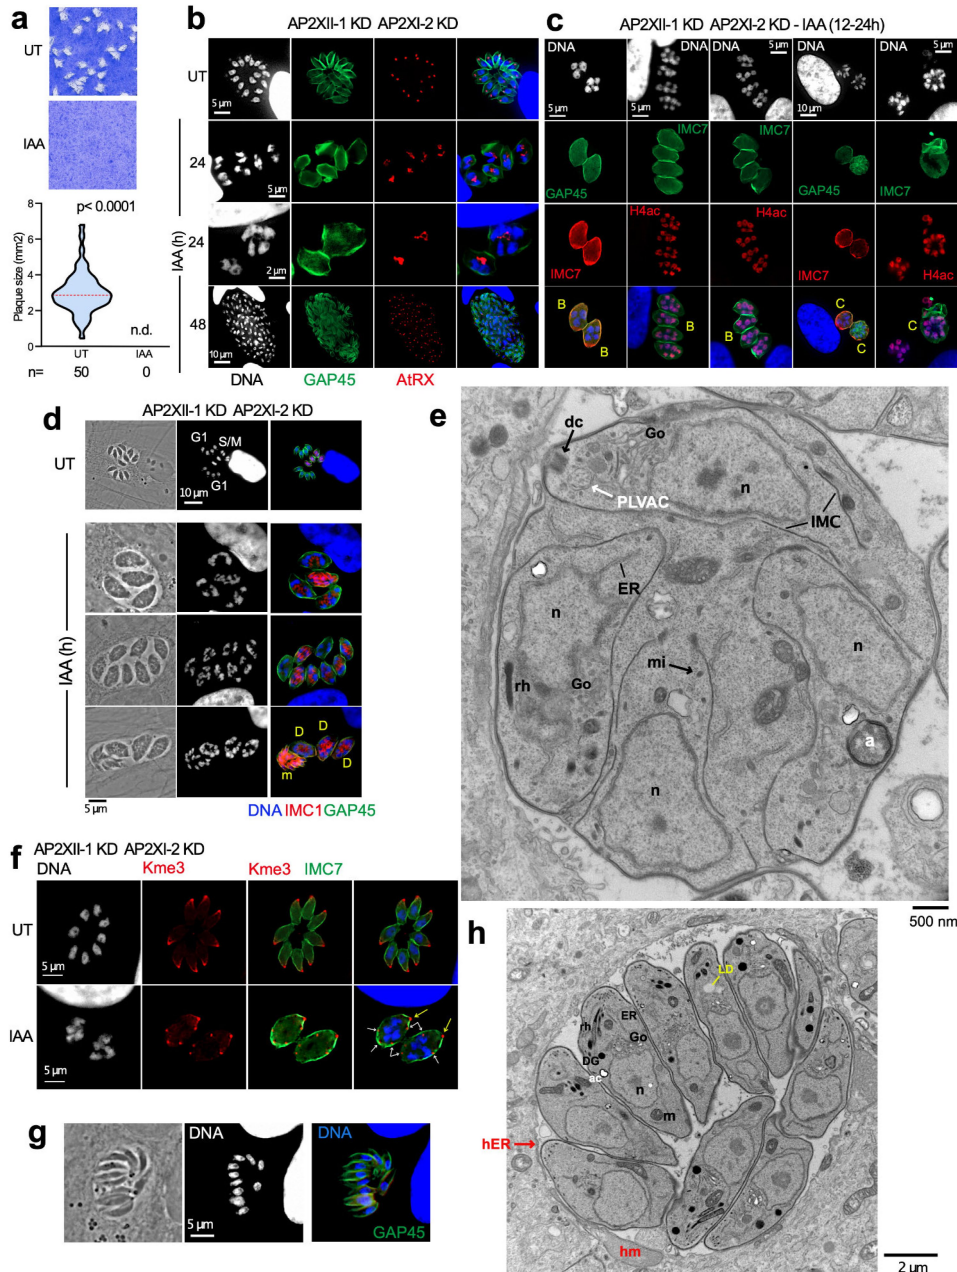 a
UT
IAA
p< 0.0001
Plaque size (mm2)
8
6
4
2
0
n.d.
UT
IAA
n=
50
0
b
AP2XII-1 KD AP2XI-2 KD
UT
5 µm
IAA (h)
24
5 µm
24
2 µm
48
10 µm
DNA
GAP45
AtRX
c
AP2XII-1 KD AP2XI-2 KD - IAA (12-24h)
DNA
DNA
DNA
DNA
DNA
5 µm
5 µm
5 µm
5 µm
10 µm
GAP45
IMC7
IMC7
GAP45
IMC7
IMC7
H4ac
H4ac
IMC7
H4ac
B
B
B
B
C
C
C
d
AP2XII-1 KD AP2XI-2 KD
UT
G1
S/M
G1
10 µm
IAA (h)
D
D
D
m
5 µm
DNA IMC1 GAP45
e
dc
Go
PLVAC
n
IMC
ER
n
n
mi
rh
Go
a
n
500 nm
f
AP2XII-1 KD AP2XI-2 KD
DNA
Kme3
Kme3 IMC7
UT
5 µm
IAA
5 µm
g
DNA
DNA
5 µm
GAP45
h
LD
rh
ER
Go
DG
ac
n
m
hER
hm
2 µm